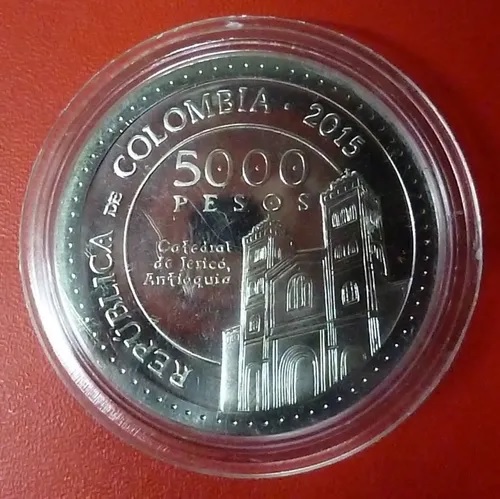 REPÚBLICA DE COLOMBIA · 2015
5000
PESOS
Catedral
de Jericó,
Antioquia